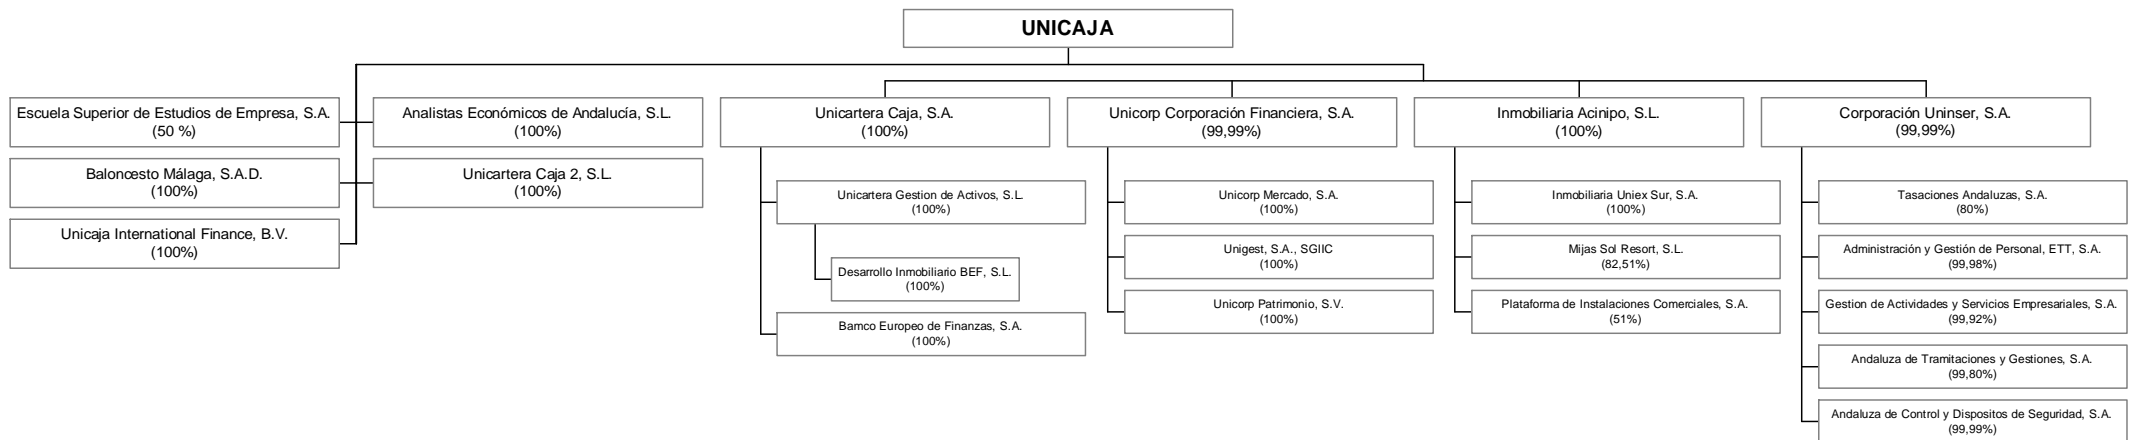 UNICAJA
Escuela Superior de Estudios de Empresa, S.A.
(50 %)
Analistas Económicos de Andalucía, S.L.
(100%)
Baloncesto Málaga, S.A.D.
(100%)
Unicartera Caja 2, S.L.
(100%)
Unicaja International Finance, B.V.
(100%)
Unicartera Caja, S.A.
(100%)
Unicartera Gestion de Activos, S.L.
(100%)
Desarrollo Inmobiliario BEF, S.L.
(100%)
Bamco Europeo de Finanzas, S.A.
(100%)
Unicorp Corporación Financiera, S.A.
(99,99%)
Unicorp Mercado, S.A.
(100%)
Unigest, S.A., SGIIC
(100%)
Unicorp Patrimonio, S.V.
(100%)
Inmobiliaria Acinipo, S.L.
(100%)
Inmobiliaria Uniex Sur, S.A.
(100%)
Mijas Sol Resort, S.L.
(82,51%)
Plataforma de Instalaciones Comerciales, S.A.
(51%)
Corporación Uninser, S.A.
(99,99%)
Tasaciones Andaluzas, S.A.
(80%)
Administración y Gestión de Personal, ETT, S.A.
(99,98%)
Gestion de Actividades y Servicios Empresariales, S.A.
(99,92%)
Andaluza de Tramitaciones y Gestiones, S.A.
(99,80%)
Andaluza de Control y Dispositos de Seguridad, S.A.
(99,99%)